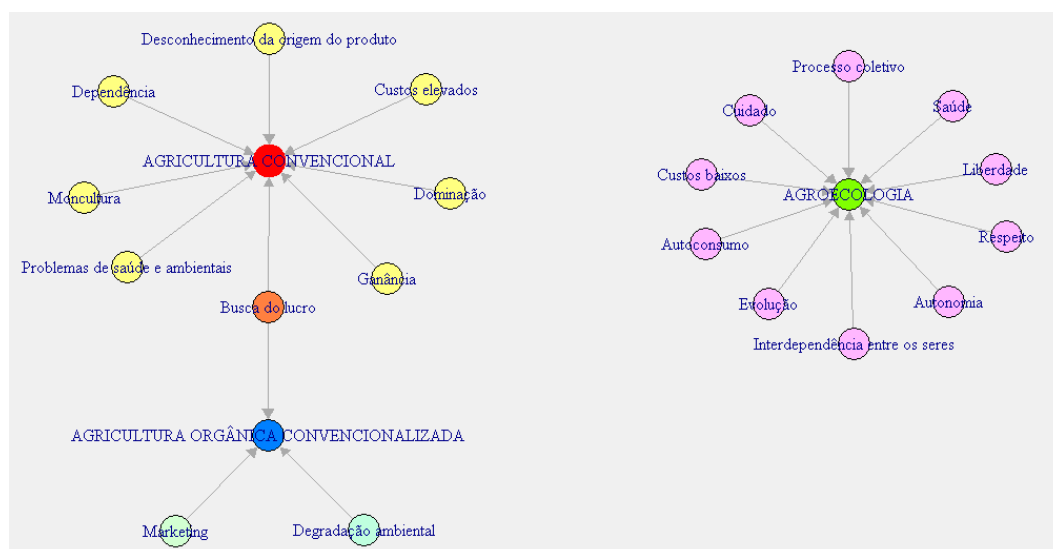 Desconhecimento da origem do produto
Dependência
Custos elevados
AGRICULTURA CONVENCIONAL
Moncultura
Dominação
Problemas de saúde e ambientais
Ganância
Busca do lucro
AGRICULTURA ORGÂNICA CONVENCIONALIZADA
Marketing
Degradação ambiental
Processo coletivo
Cuidado
Saúde
Custos baixos
Liberdade
AGROECOLOGIA
Autoconsumo
Respeito
Evolução
Autonomia
Interdependência entre os seres